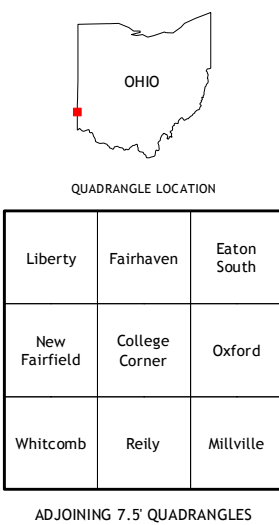 OHIO
QUADRANGLE LOCATION
Liberty
Fairhaven
Eaton
South
New
Fairfield
College
Corner
Oxford
Whitcomb
Reily
Millville
ADJOINING 7.5' QUADRANGLES